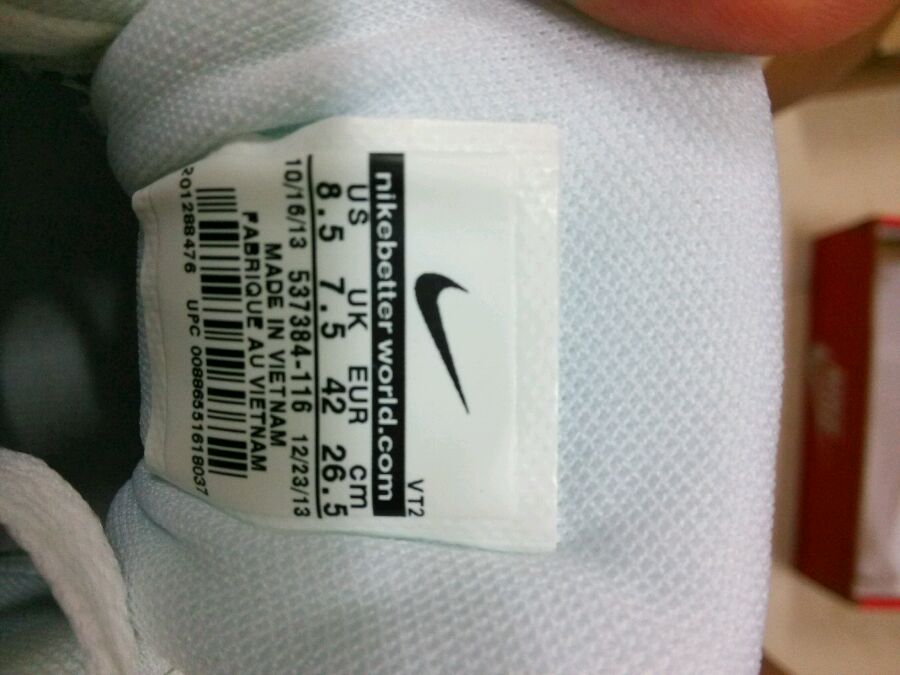 VT2
nikebetterworld.com
US UK EUR cm
8.5 7.5 42 26.5
10/16/13 537384-116 12/23/13
MADE IN VIETNAM
FABRIQUE AU VIETNAM
R01288476 UPC 00886551618037